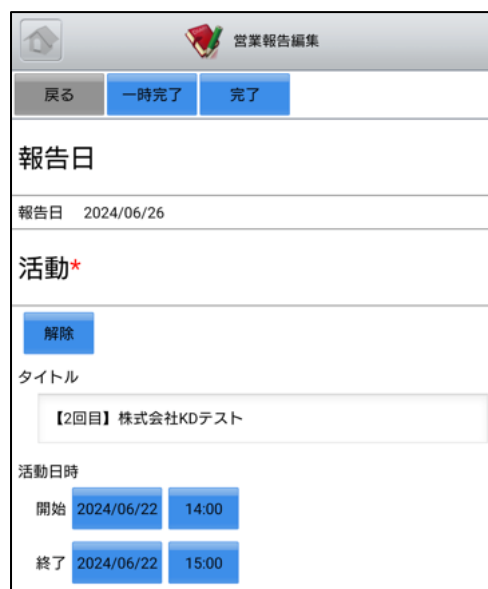 営業報告編集
戻る 一時完了 完了
報告日
報告日 2024/06/26
活動*
解除
タイトル
【2回目】株式会社KDテスト
活動日時
開始 2024/06/22 14:00
終了 2024/06/22 15:00